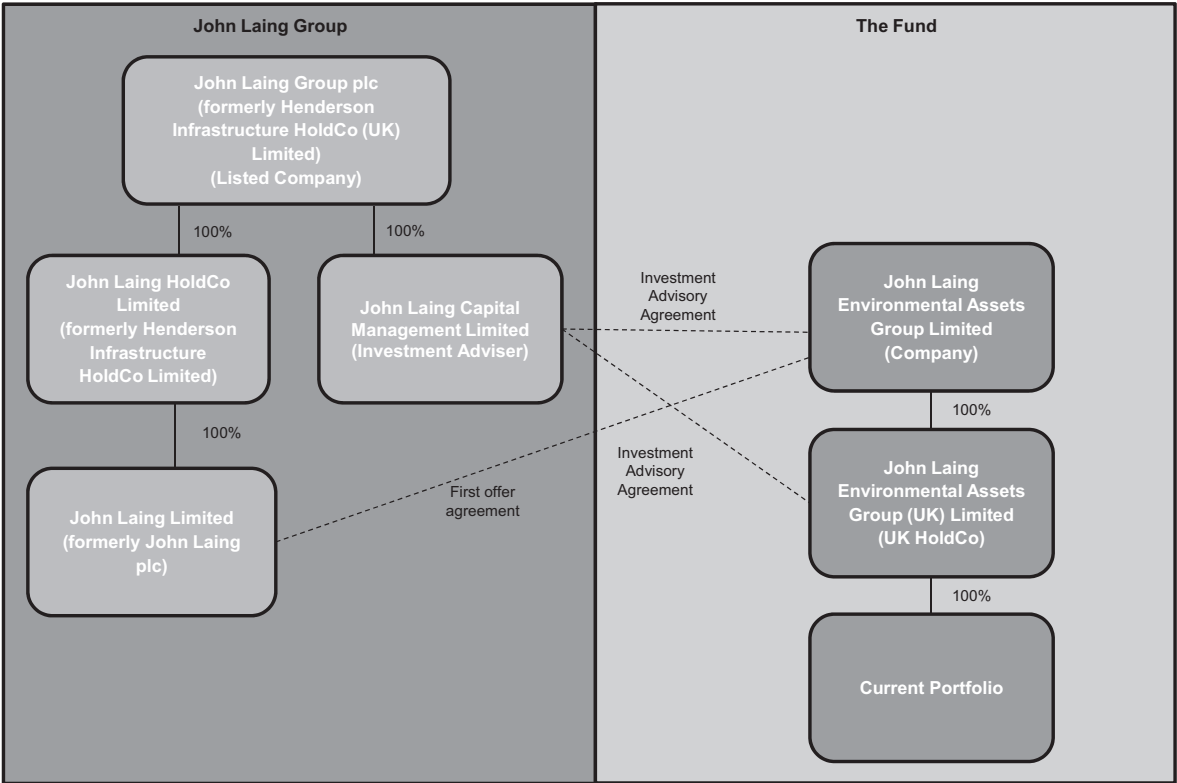 John Laing Group
The Fund
John Laing Group plc
(formerly Henderson
Infrastructure HoldCo (UK)
Limited)
(Listed Company)
100%
100%
John Laing HoldCo
Limited
(formerly Henderson
Infrastructure
HoldCo Limited)
John Laing Capital
Management Limited
(Investment Adviser)
Investment
Advisory
Agreement
John Laing
Environmental Assets
Group Limited
(Company)
100%
100%
Investment
Advisory
Agreement
John Laing
Environmental Assets
Group (UK) Limited
(UK HoldCo)
First offer
agreement
John Laing Limited
(formerly John Laing
plc)
100%
Current Portfolio